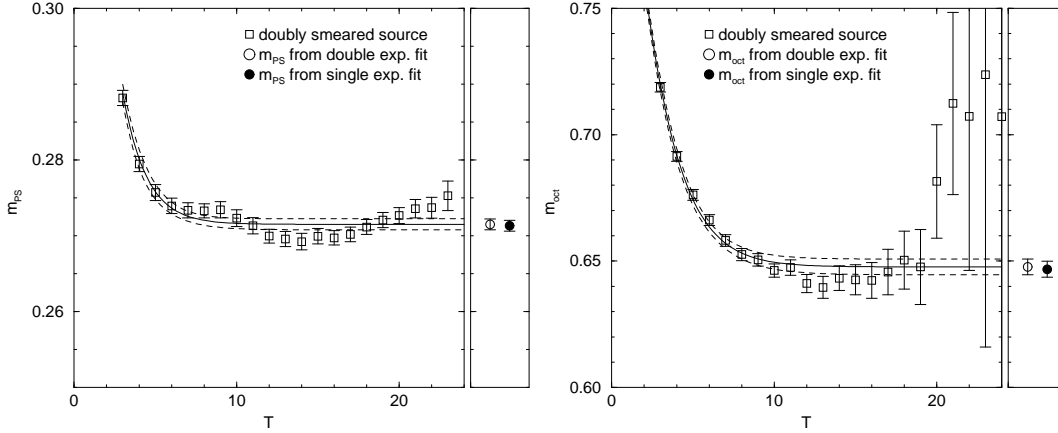 0.30
0.28
0.26
m_PS
0 10 20
T
doubly smeared source
m_PS from double exp. fit
m_PS from single exp. fit
0.75
0.70
0.65
0.60
m_oct
0 10 20
T
doubly smeared source
m_oct from double exp. fit
m_oct from single exp. fit